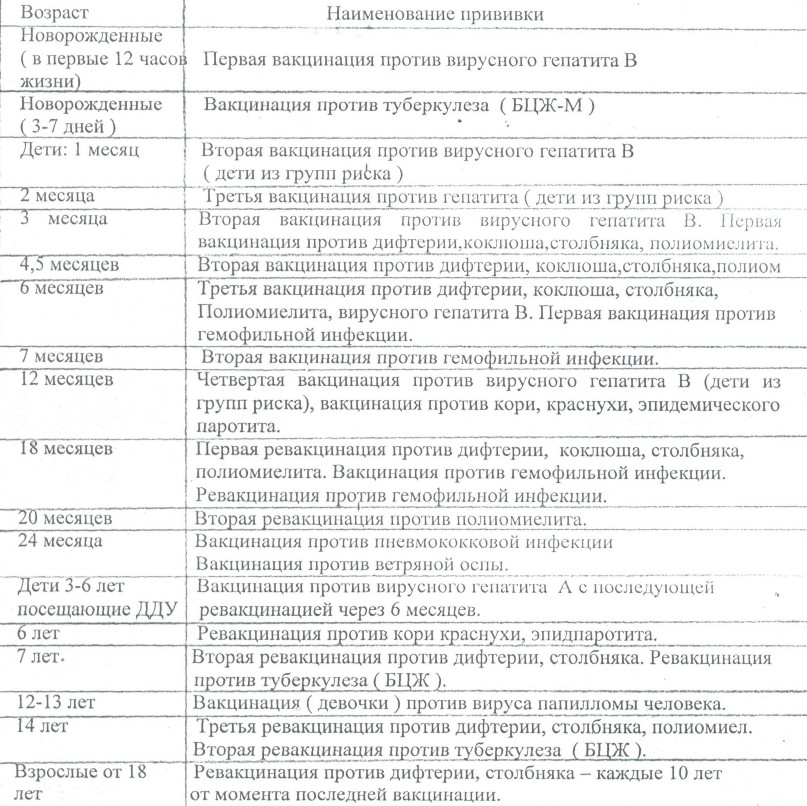 Возраст Наименование прививки
Новорожденные
( в первые 12 часов Первая вакцинация против вирусного гепатита В
жизни)
Новорожденные Вакцинация против туберкулеза ( БЦЖ-М )
( 3-7 дней )
Дети: 1 месяц Вторая вакцинация против вирусного гепатита В
( дети из групп риска )
2 месяца Третья вакцинация против гепатита ( дети из групп риска )
3 месяца Вторая вакцинация против вирусного гепатита В. Первая
вакцинация против дифтерии,коклюша,столбняка, полиомиелита.
4,5 месяцев Вторая вакцинация против дифтерии, коклюша,столбняка,полиом
6 месяцев Третья вакцинация против дифтерии, коклюша, столбняка,
Полиомиелита, вирусного гепатита В. Первая вакцинация против
гемофильной инфекции.
7 месяцев Вторая вакцинация против гемофильной инфекции.
12 месяцев Четвертая вакцинация против вирусного гепатита В (дети из
групп риска), вакцинация против кори, краснухи, эпидемического
паротита.
18 месяцев Первая ревакцинация против дифтерии, коклюша, столбняка,
полиомиелита. Вакцинация против гемофильной инфекции.
Ревакцинация против гемофильной инфекции.
20 месяцев Вторая ревакцинация против полиомиелита.
24 месяца Вакцинация против пневмококковой инфекции
Вакцинация против ветряной оспы.
Дети 3-6 лет Вакцинация против вирусного гепатита А с последующей
посещающие ДДУ ревакцинацией через 6 месяцев.
6 лет Ревакцинация против кори краснухи, эпидпаротита.
7 лет. Вторая ревакцинация против дифтерии, столбняка. Ревакцинация
против туберкулеза ( БЦЖ ).
12-13 лет Вакцинация ( девочки ) против вируса папилломы человека.
14 лет Третья ревакцинация против дифтерии, столбняка, полиомиел.
Вторая ревакцинация против туберкулеза ( БЦЖ ).
Взрослые от 18 Ревакцинация против дифтерии, столбняка – каждые 10 лет
лет от момента последней вакцинации.